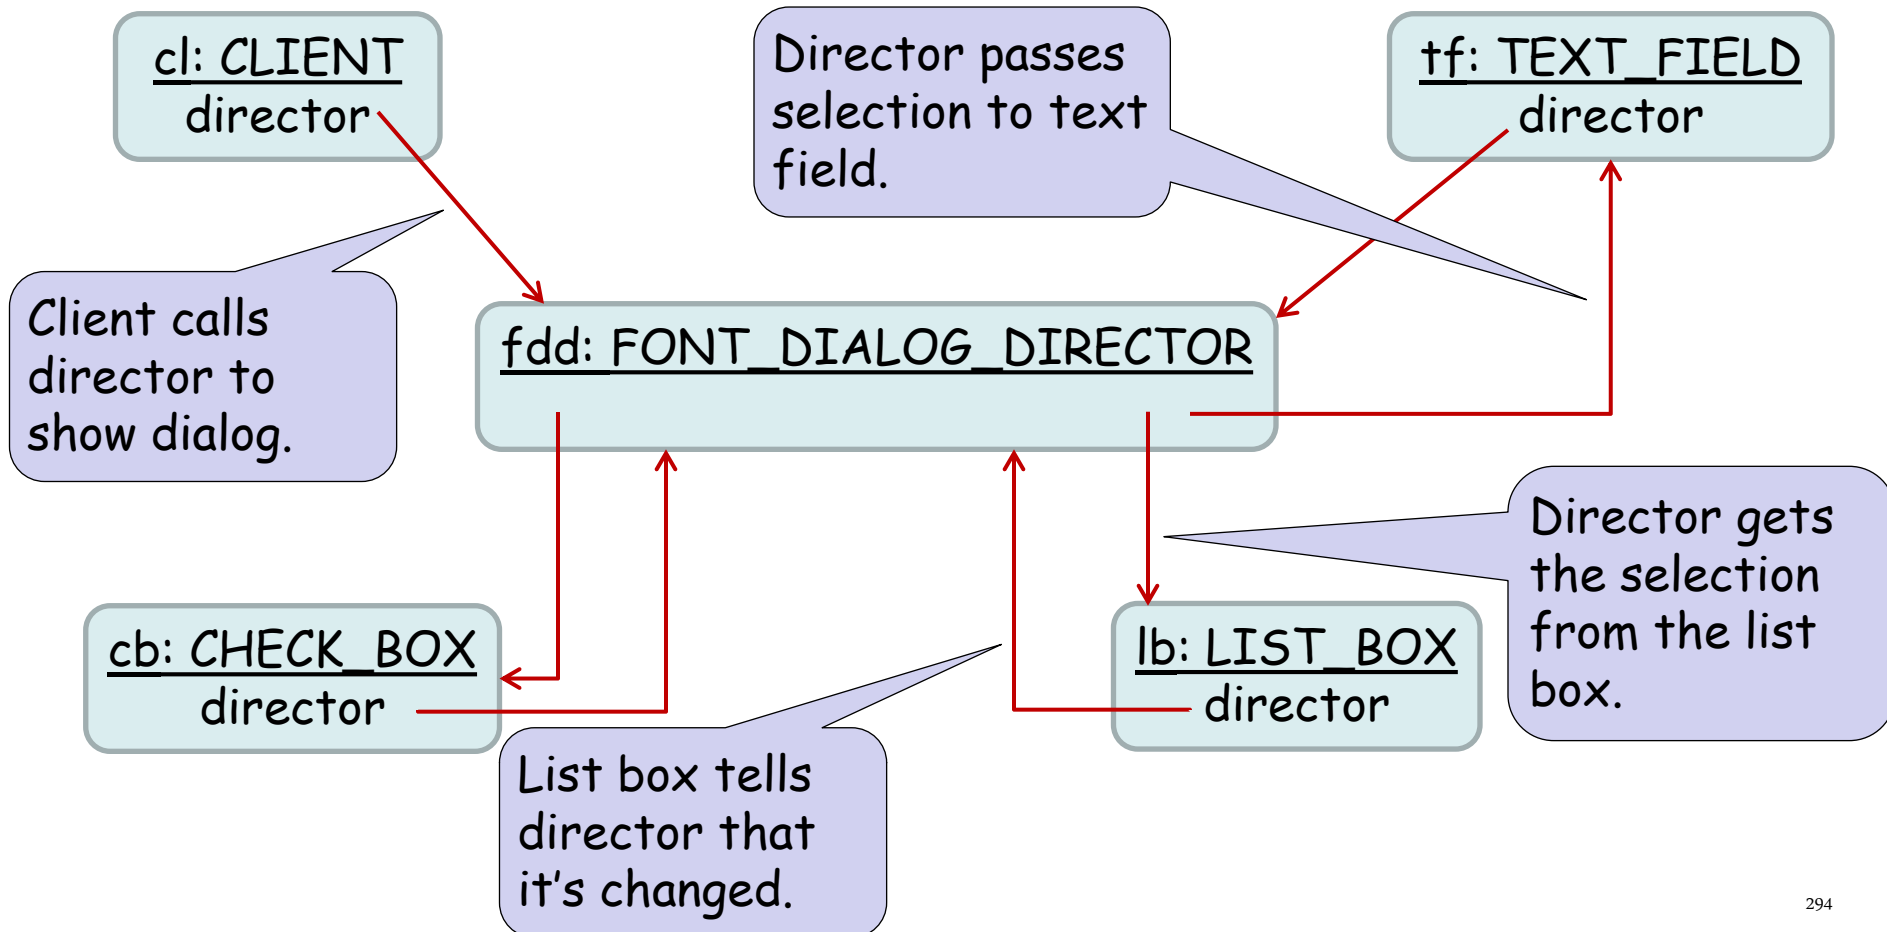 cl: CLIENT
director
Director passes
selection to text
field.
tf: TEXT_FIELD
director
Client calls
director to
show dialog.
fdd: FONT_DIALOG_DIRECTOR
Director gets
the selection
from the list
box.
cb: CHECK_BOX
director
lb: LIST_BOX
director
List box tells
director that
it’s changed.
294